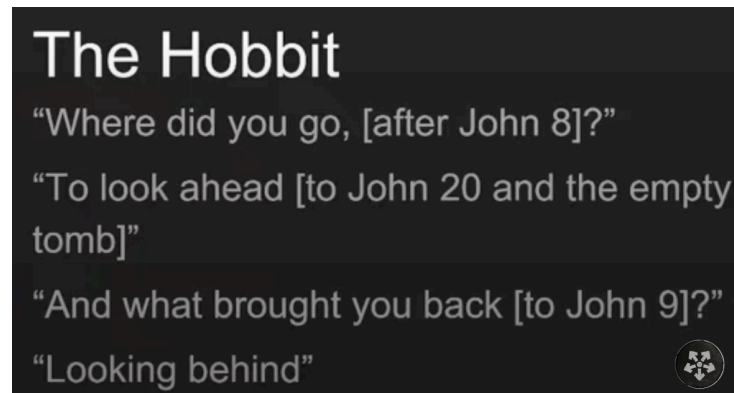 The Hobbit
“Where did you go, [after John 8]?”
“To look ahead [to John 20 and the empty
tomb]”
“And what brought you back [to John 9]?”
“Looking behind”